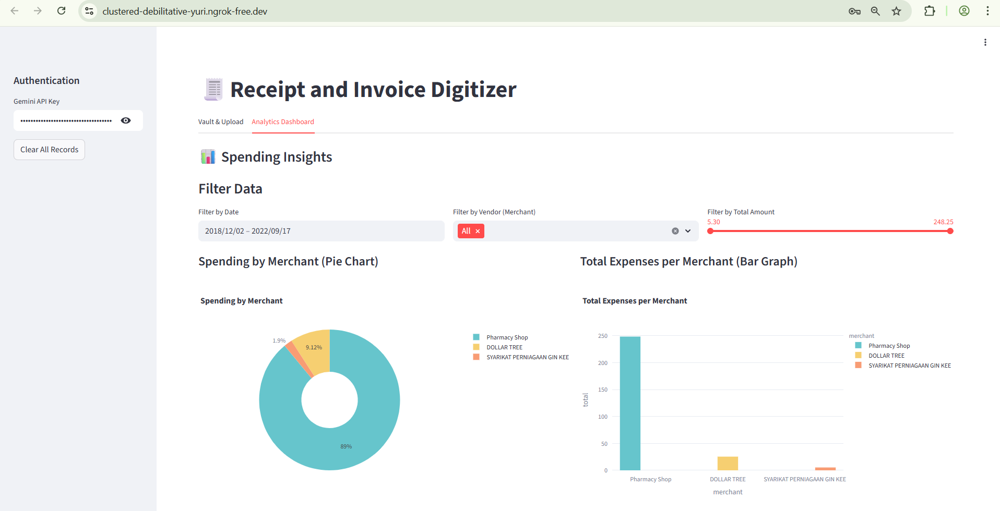 clustered-debilitative-yuri.ngrok-free.dev
Authentication
Gemini API Key
••••••••••••••••••••••••••••••••••••
Clear All Records
Receipt and Invoice Digitizer
Vault & Upload
Analytics Dashboard
Spending Insights
Filter Data
Filter by Date
2018/12/02 – 2022/09/17
Filter by Vendor (Merchant)
All
Filter by Total Amount
5.30
248.25
Spending by Merchant (Pie Chart)
Spending by Merchant
1.9%
9.12%
89%
Pharmacy Shop
DOLLAR TREE
SYARIKAT PERNIAGAAN GIN KEE
Total Expenses per Merchant (Bar Graph)
Total Expenses per Merchant
total
250
200
150
100
50
0
Pharmacy Shop
DOLLAR TREE
SYARIKAT PERNIAGAAN GIN KEE
merchant
merchant
Pharmacy Shop
DOLLAR TREE
SYARIKAT PERNIAGAAN GIN KEE